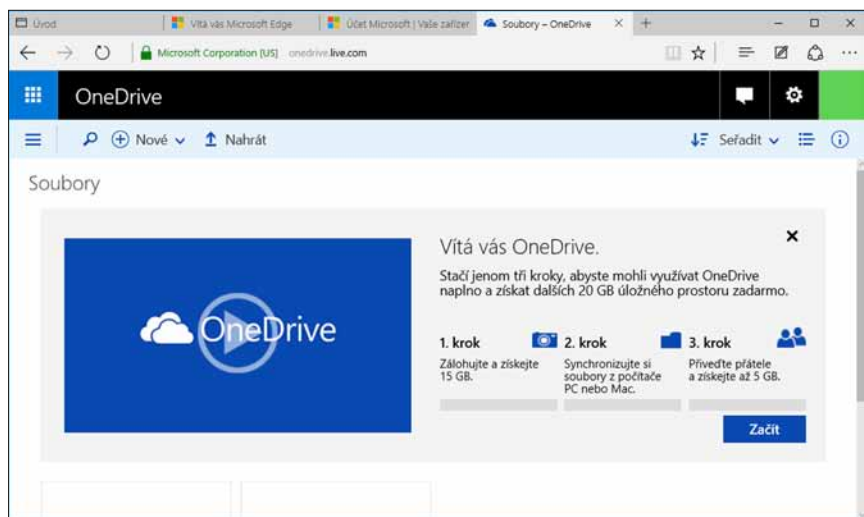 Úvod
Vítá vás Microsoft Edge
Účet Microsoft | Vaše zařízer
Soubory – OneDrive
Microsoft Corporation [US] onedrive.live.com
OneDrive
Nové
Nahrát
Seřadit
Soubory
OneDrive
Vítá vás OneDrive.
Stačí jenom tři kroky, abyste mohli využívat OneDrive
naplno a získat dalších 20 GB úložného prostoru zadarmo.
1. krok
Zálohujte a získejte
15 GB.
2. krok
Synchronizujte si
soubory z počítače
PC nebo Mac.
3. krok
Přiveďte přátele
a získejte až 5 GB.
Začít